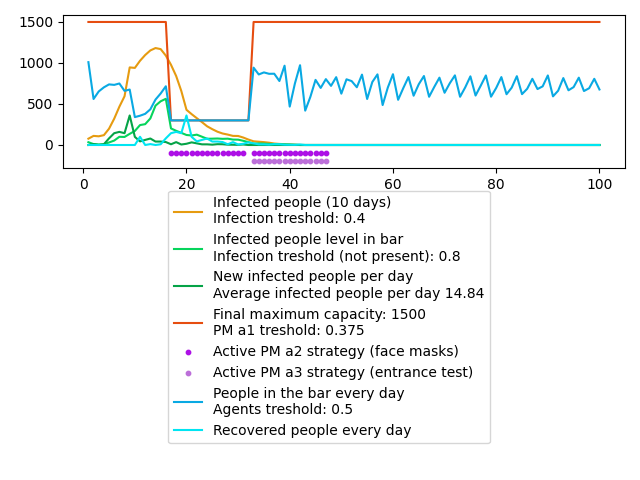 1500
1000
500
0
0
20
40
60
80
100
Infected people (10 days)
Infection treshold: 0.4
Infected people level in bar
Infection treshold (not present): 0.8
New infected people per day
Average infected people per day 14.84
Final maximum capacity: 1500
PM a1 treshold: 0.375
Active PM a2 strategy (face masks)
Active PM a3 strategy (entrance test)
People in the bar every day
Agents treshold: 0.5
Recovered people every day